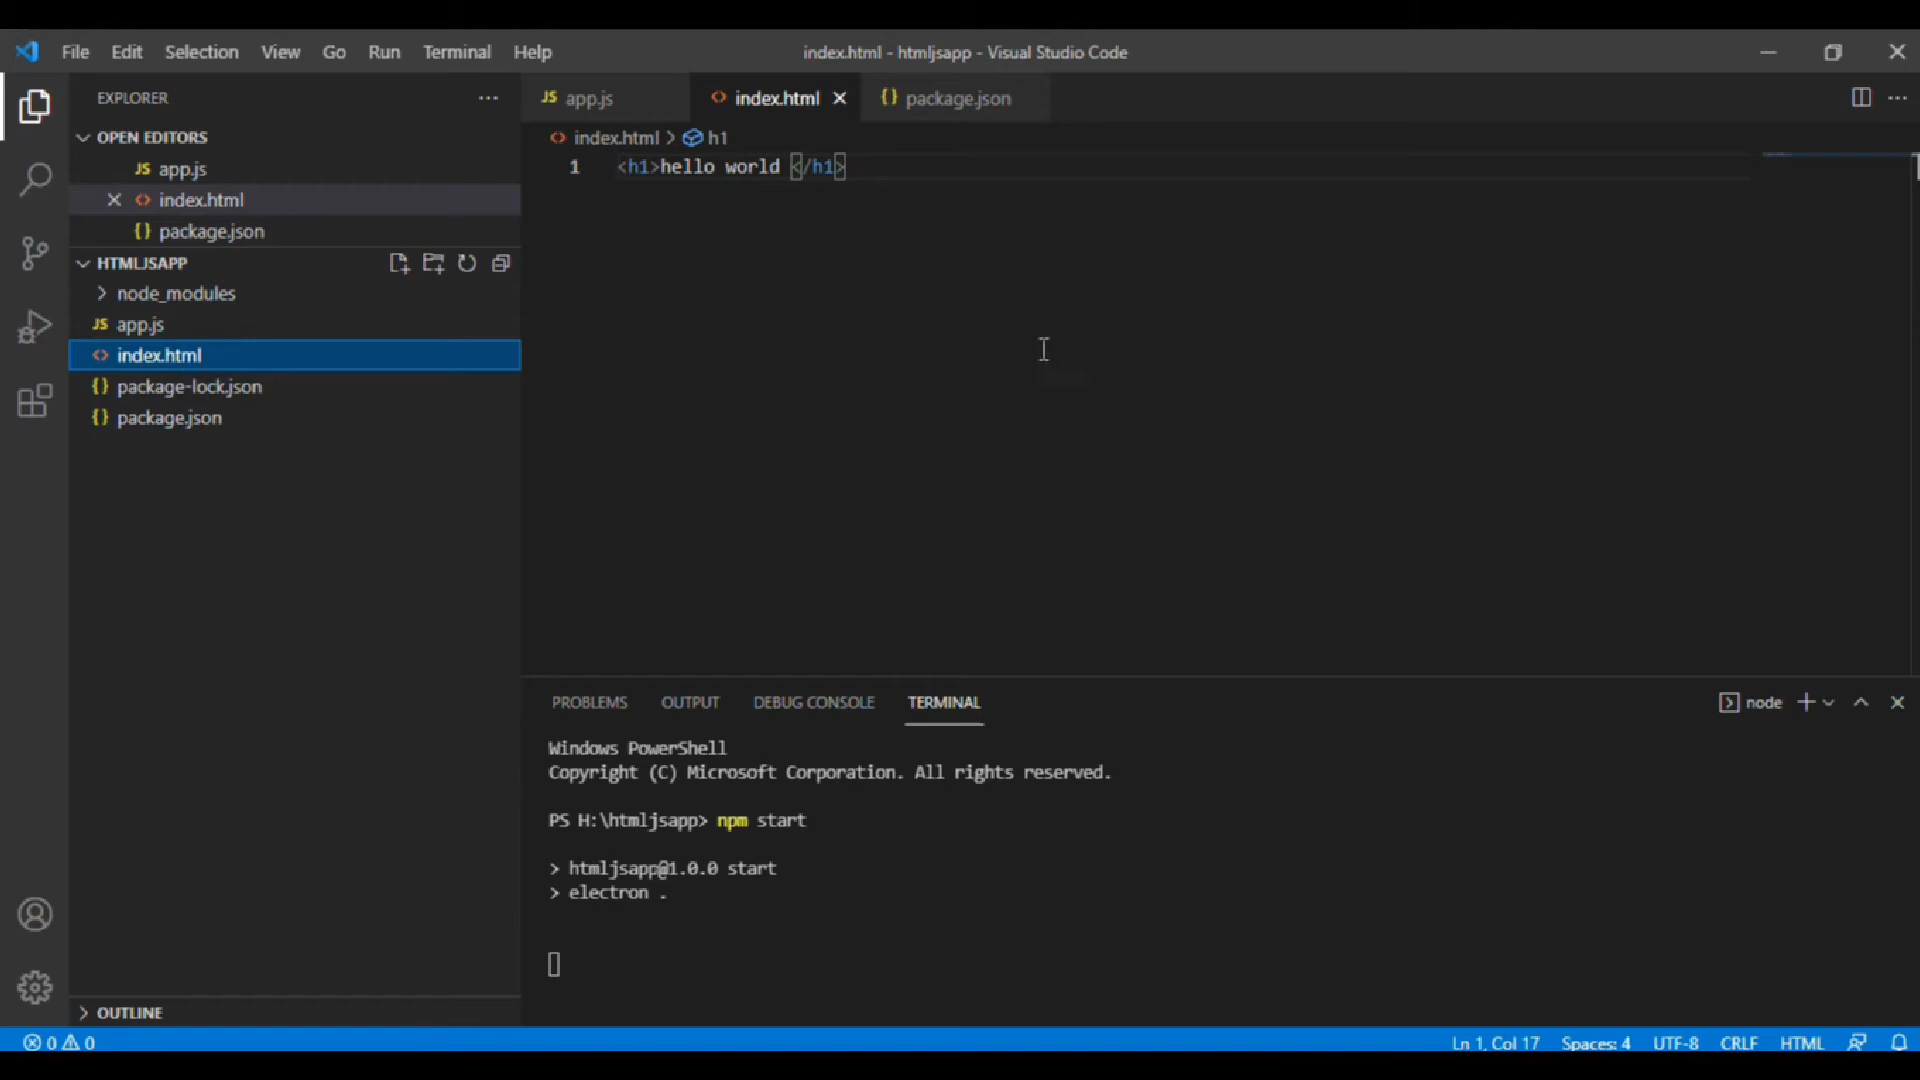 File Edit Selection View Go Run Terminal Help
index.html - htmljsapp - Visual Studio Code
EXPLORER
OPEN EDITORS
JS app.js
index.html
{} package.json
HTMLJSAPP
node_modules
JS app.js
index.html
{} package-lock.json
{} package.json
OUTLINE
JS app.js
index.html
{} package.json
index.html > h1
1 <h1>hello world </h1>
PROBLEMS OUTPUT DEBUG CONSOLE TERMINAL
node
Windows PowerShell
Copyright (C) Microsoft Corporation. All rights reserved.
PS H:\htmljsapp> npm start
> htmljsapp@1.0.0 start
> electron .
0 0
Ln 1, Col 17 Spaces: 4 UTF-8 CRLF HTML